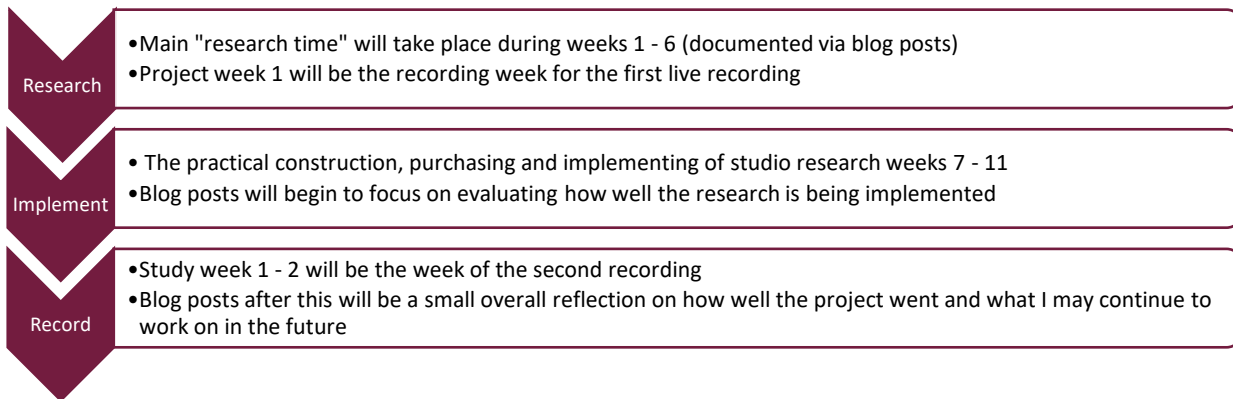 Research
•Main "research time" will take place during weeks 1 - 6 (documented via blog posts)
•Project week 1 will be the recording week for the first live recording
Implement
• The practical construction, purchasing and implementing of studio research weeks 7 - 11
•Blog posts will begin to focus on evaluating how well the research is being implemented
Record
•Study week 1 - 2 will be the week of the second recording
•Blog posts after this will be a small overall reflection on how well the project went and what I may continue to
work on in the future